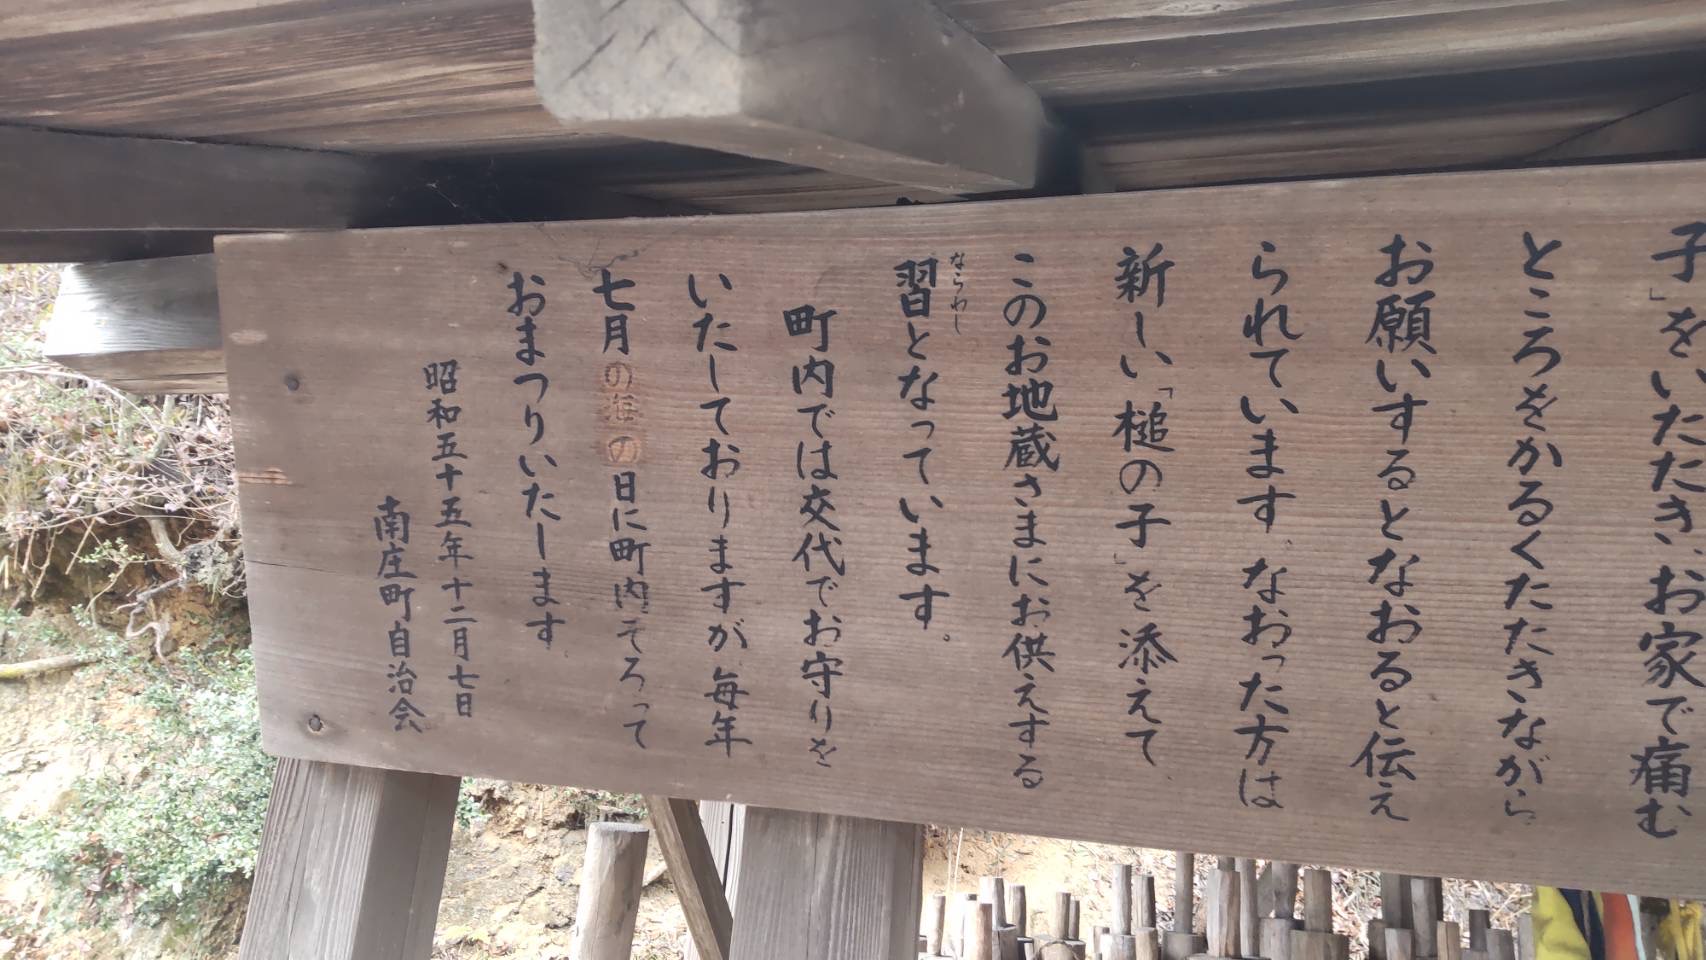 子」をいただき、お家で痛む
ところをかるくたたきながら
お願いするとなおると伝え
られています。なおった方は
新しい「槌の子」を添えて
このお地蔵さまにお供えする
習となっています。
ならわし
町内では交代でお守りを
いたしておりますが、毎年
七月の海の日に町内そろって
おまつりいたします
昭和五十五年十二月七日
南庄町自治会